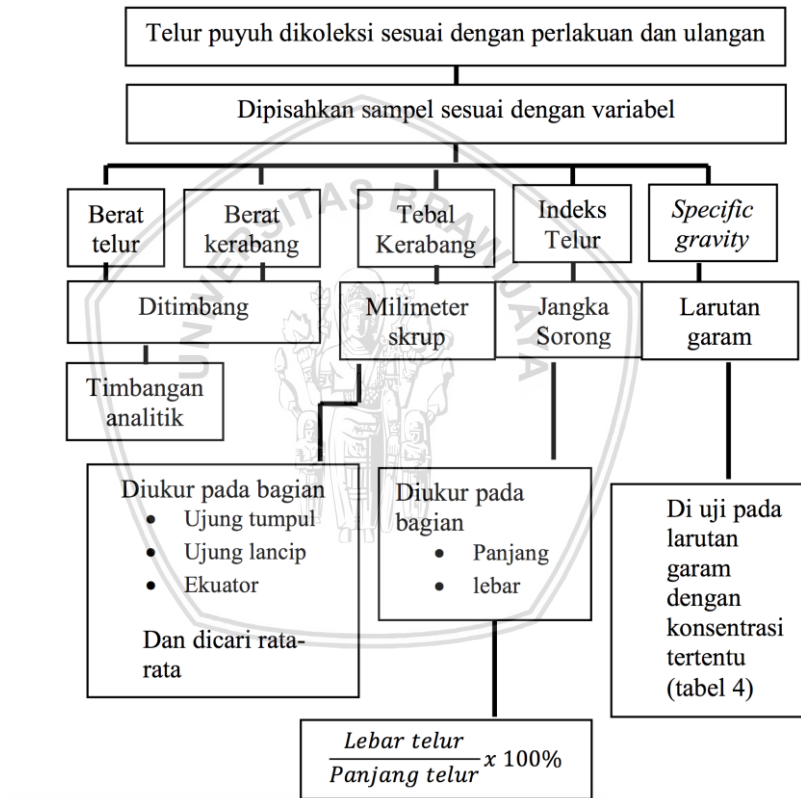 Telur puyuh dikoleksi sesuai dengan perlakuan dan ulangan
Dipisahkan sampel sesuai dengan variabel
Berat
telur
Berat
kerabang
Tebal
Kerabang
Indeks
Telur
Specific
gravity
Ditimbang
Milimeter
skrup
Jangka
Sorong
Larutan
garam
Timbangan
analitik
Diukur pada bagian
• Ujung tumpul
• Ujung lancip
• Ekuator
Dan dicari rata-
rata
Diukur pada
bagian
• Panjang
• lebar
Di uji pada
larutan
garam
dengan
konsentrasi
tertentu
(tabel 4)
Lebar telur
Panjang telur x 100%
UNIVERSITAS BRAWIJAYA